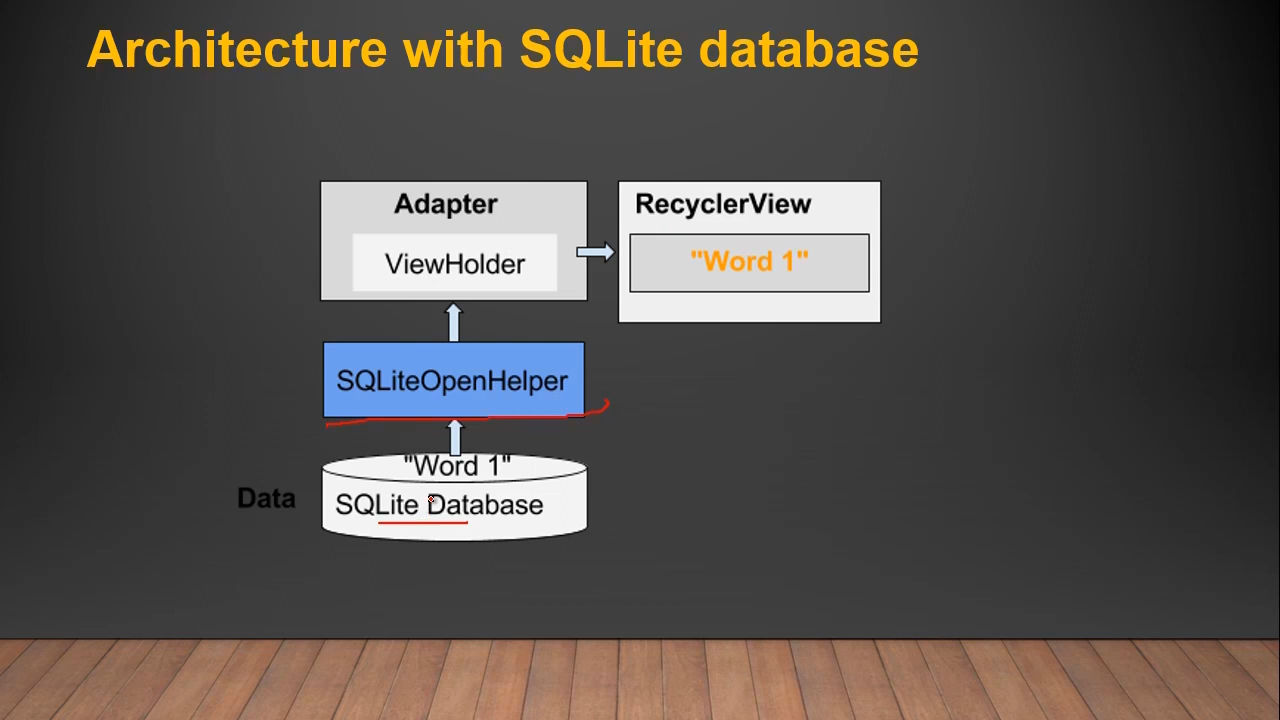 Architecture with SQLite database
Adapter
ViewHolder
RecyclerView
"Word 1"
SQLiteOpenHelper
"Word 1"
Data
SQLite Database